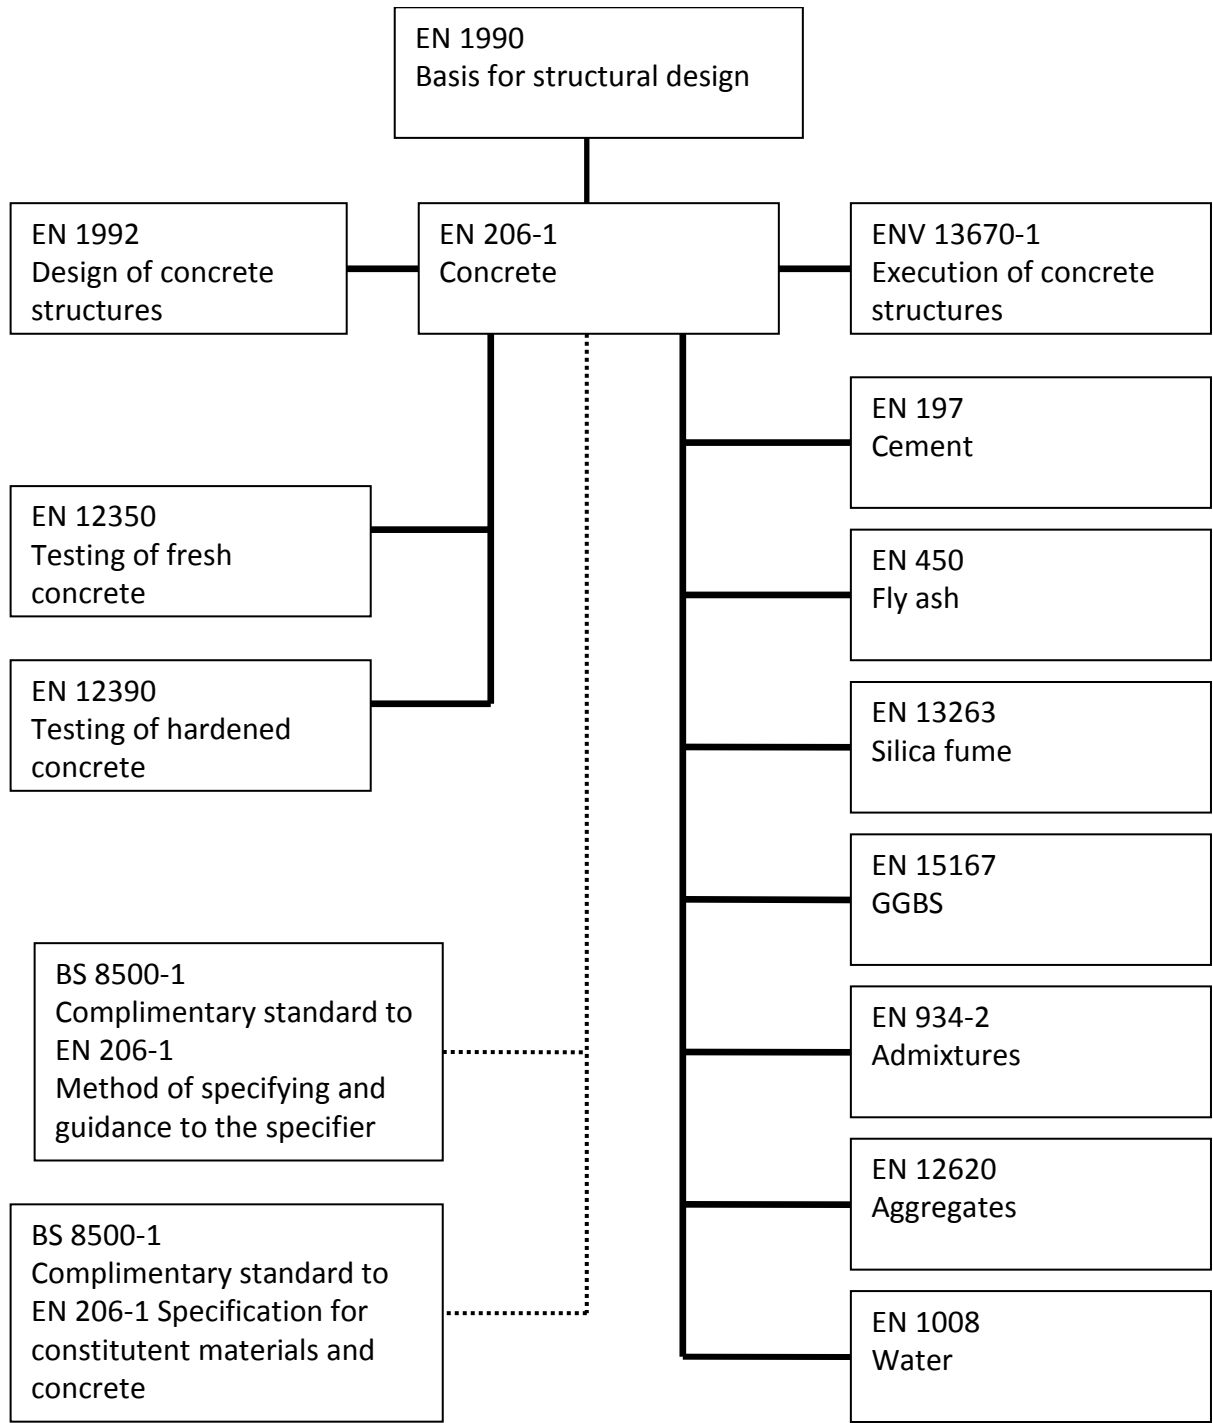 EN 1990
Basis for structural design
EN 1992
Design of concrete
structures
EN 206-1
Concrete
ENV 13670-1
Execution of concrete
structures
EN 197
Cement
EN 12350
Testing of fresh
concrete
EN 450
Fly ash
EN 12390
Testing of hardened
concrete
EN 13263
Silica fume
EN 15167
GGBS
BS 8500-1
Complimentary standard to
EN 206-1
Method of specifying and
guidance to the specifier
EN 934-2
Admixtures
EN 12620
Aggregates
BS 8500-1
Complimentary standard to
EN 206-1 Specification for
constitutent materials and
concrete
EN 1008
Water